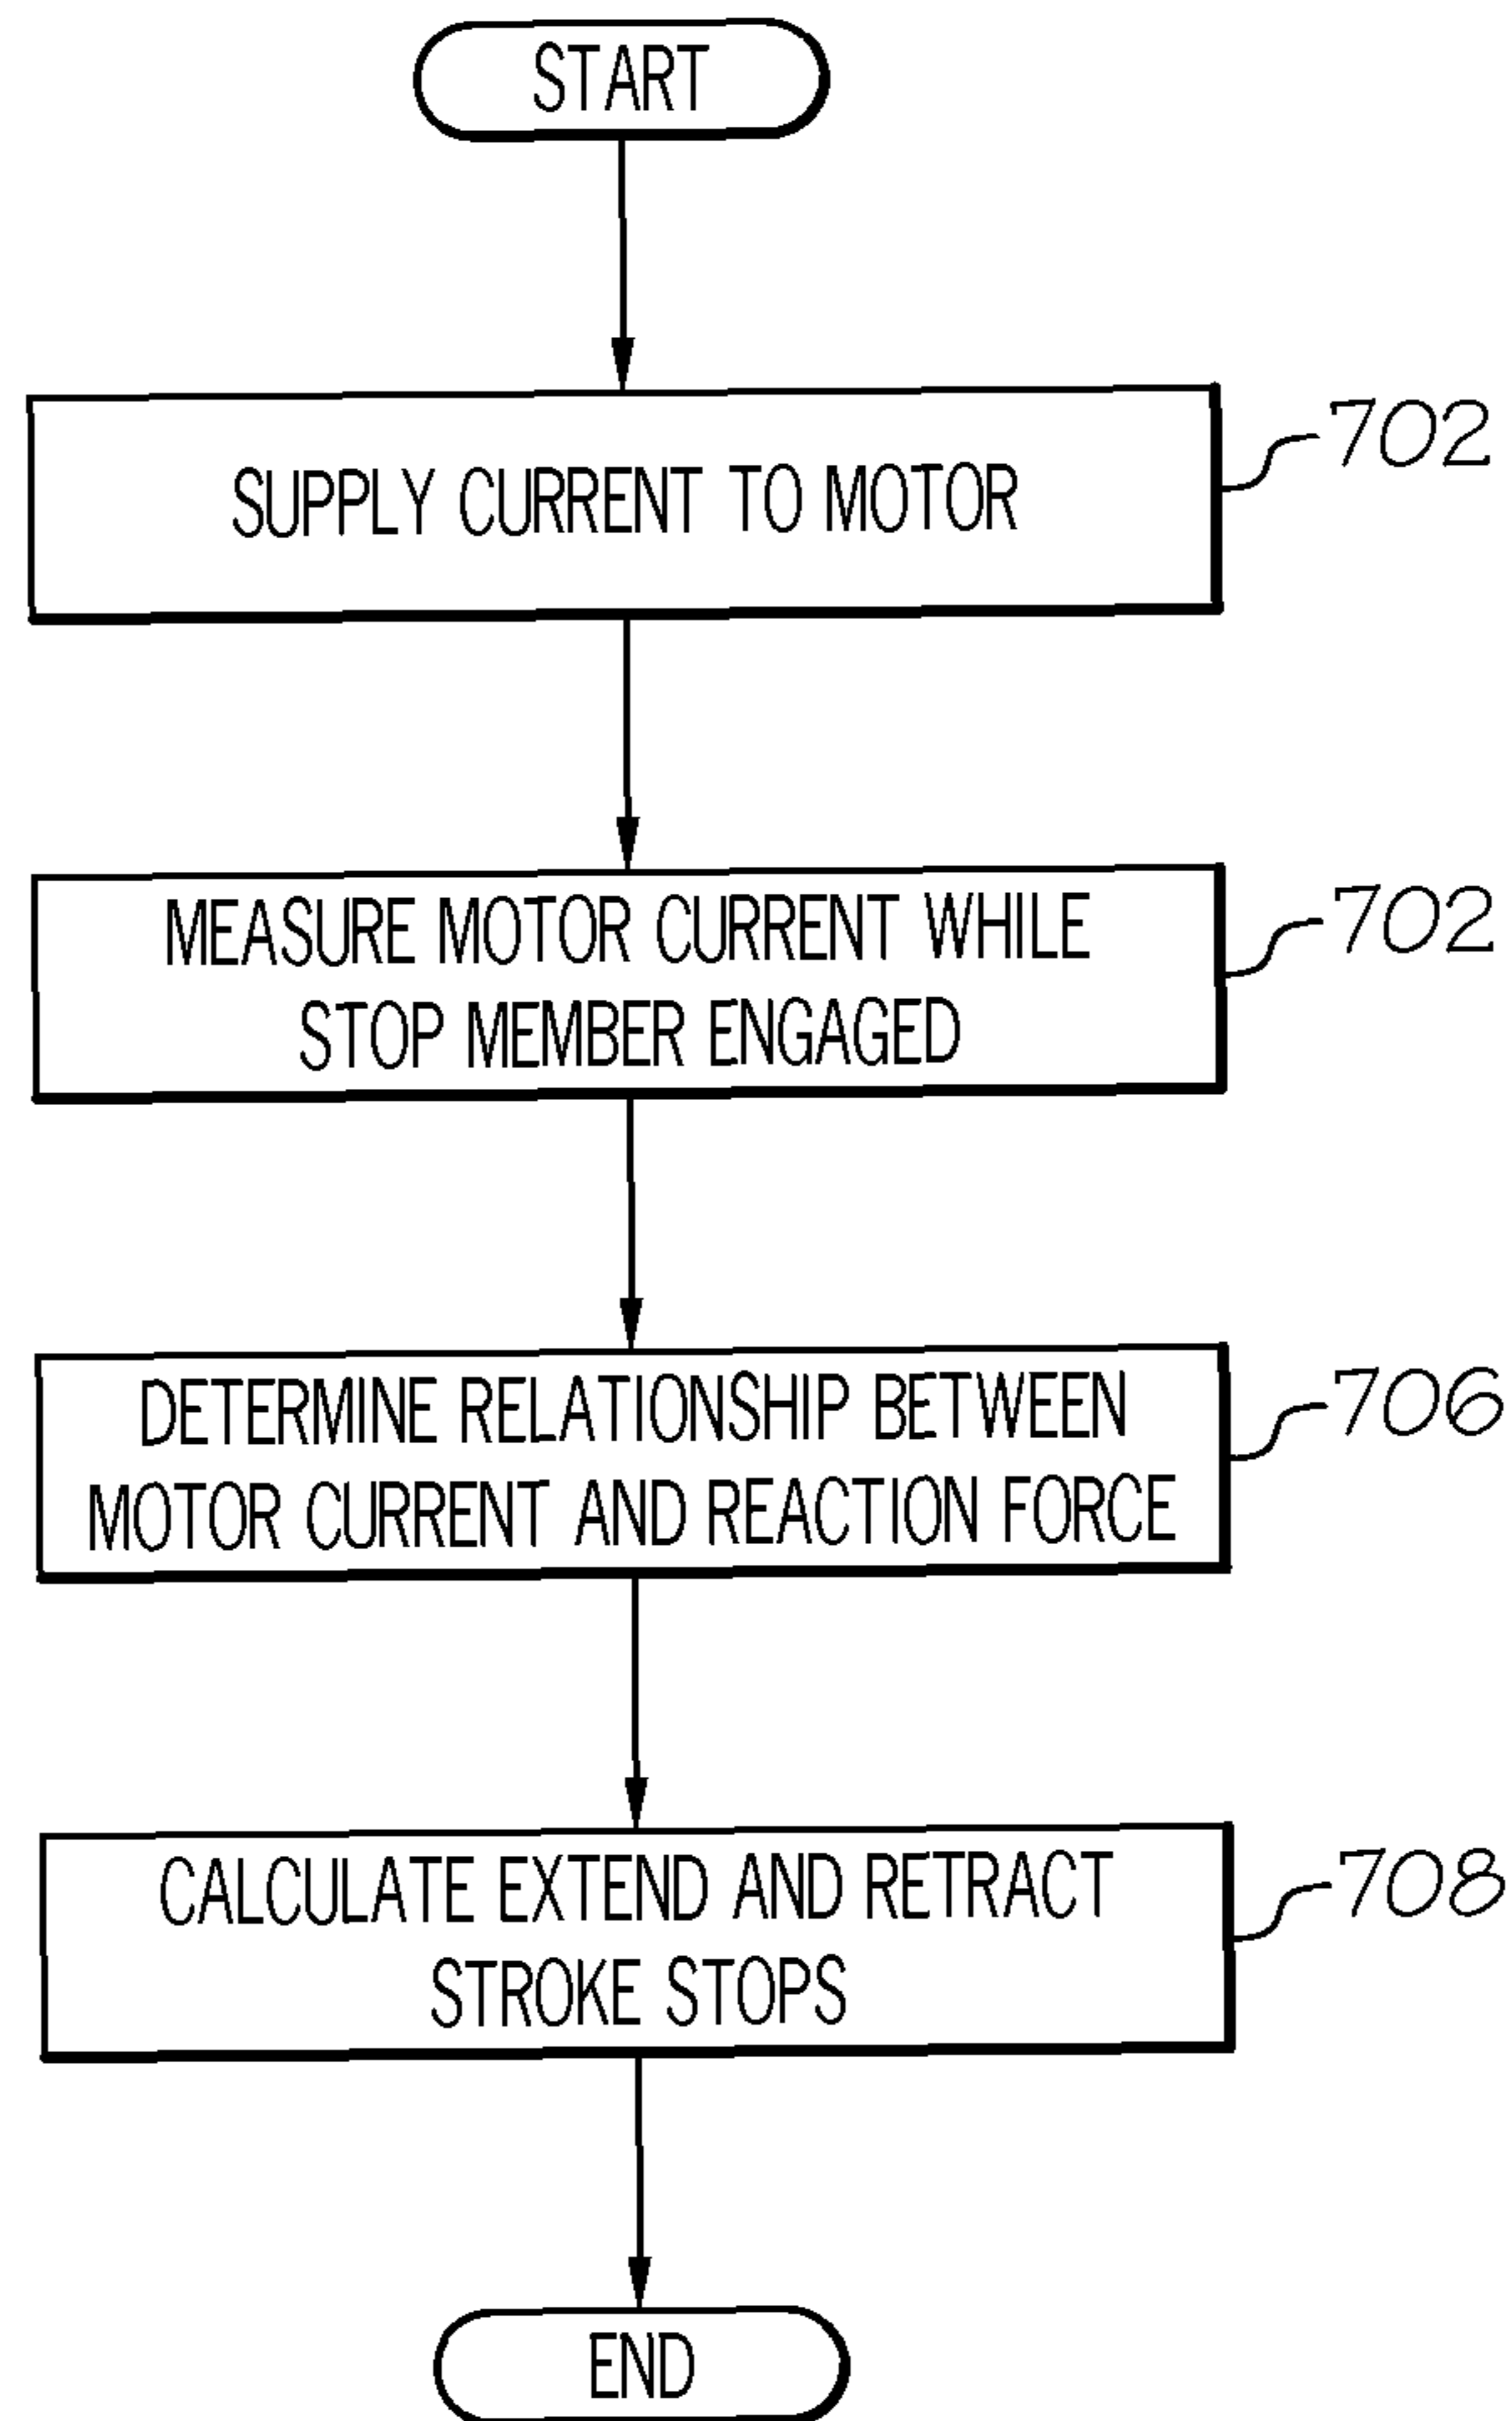 START
SUPPLY CURRENT TO MOTOR
702
MEASURE MOTOR CURRENT WHILE
STOP MEMBER ENGAGED
702
DETERMINE RELATIONSHIP BETWEEN
MOTOR CURRENT AND REACTION FORCE
706
CALCULATE EXTEND AND RETRACT
STROKE STOPS
708
END